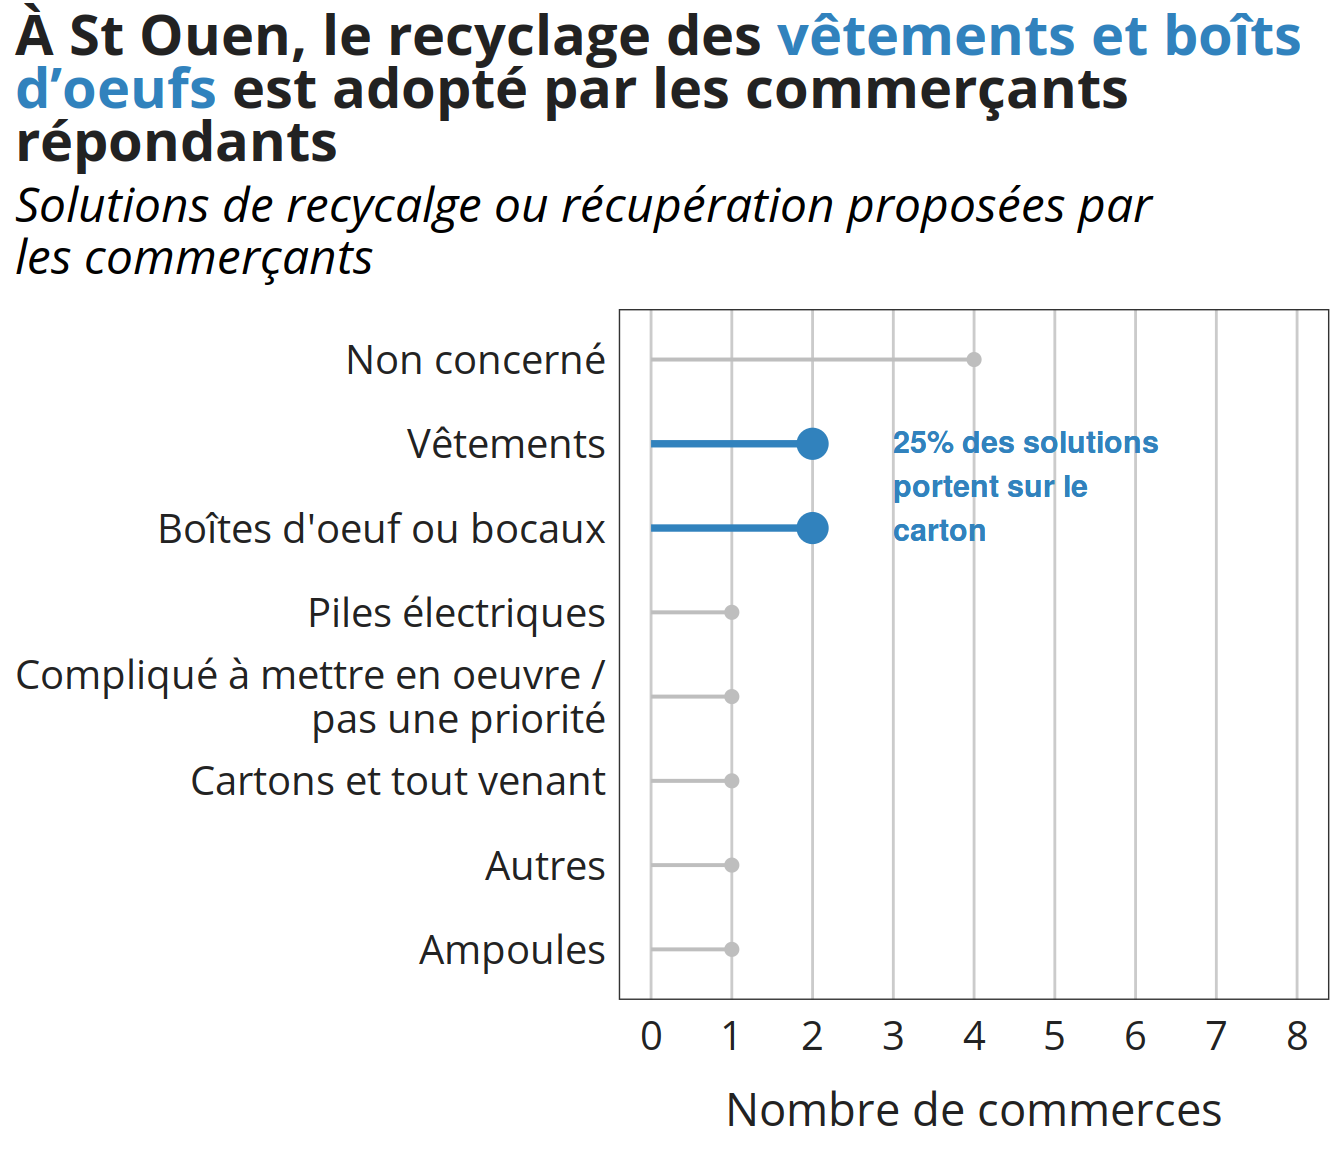 À St Ouen, le recyclage des vêtements et boîts
d’oeufs est adopté par les commerçants
répondants
Solutions de recycalge ou récupération proposées par
les commerçants
Non concerné
Vêtements
25% des solutions
portent sur le
carton
Boîtes d'oeuf ou bocaux
Piles électriques
Compliqué à mettre en oeuvre /
pas une priorité
Cartons et tout venant
Autres
Ampoules
0 1 2 3 4 5 6 7 8
Nombre de commerces